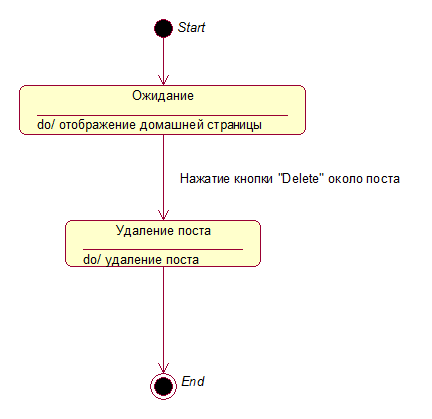 Start
Ожидание
do/ отображение домашней страницы
Нажатие кнопки "Delete" около поста
Удаление поста
do/ удаление поста
End